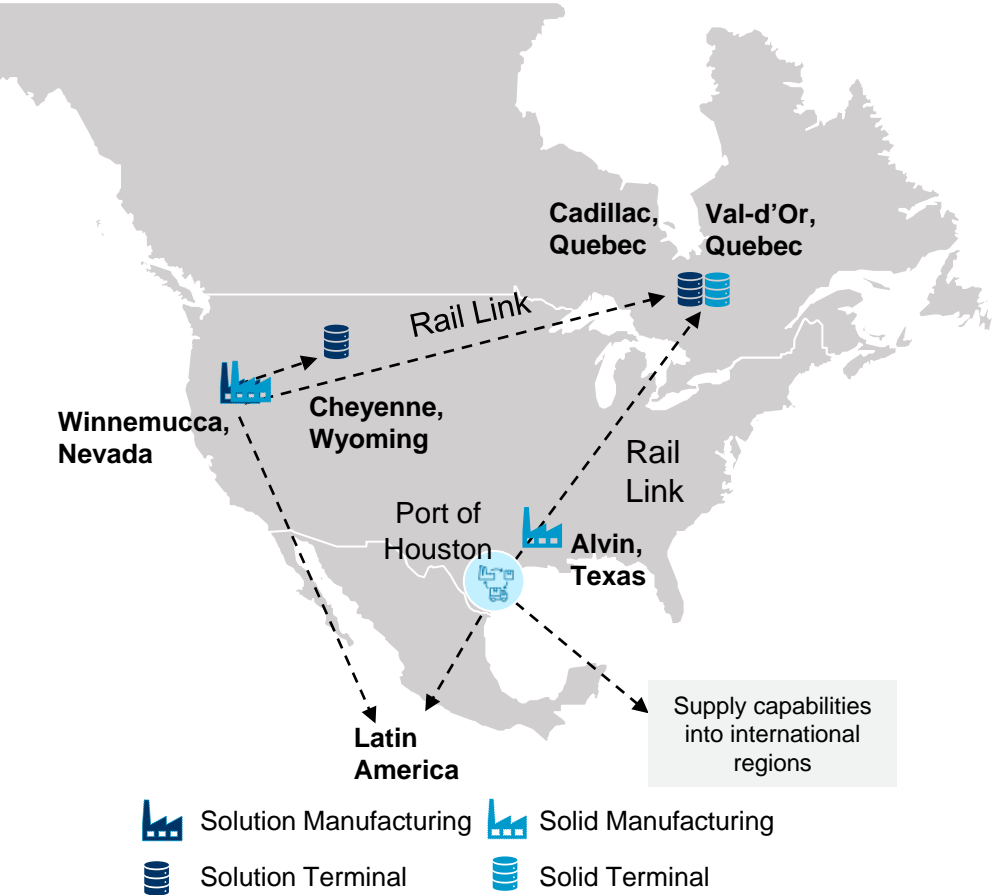 Cadillac,
Quebec
Val-d’Or,
Quebec
Rail Link
Winnemucca,
Nevada
Cheyenne,
Wyoming
Rail
Link
Port of
Houston
Alvin,
Texas
Latin
America
Supply capabilities
into international
regions
Solution Manufacturing
Solid Manufacturing
Solution Terminal
Solid Terminal